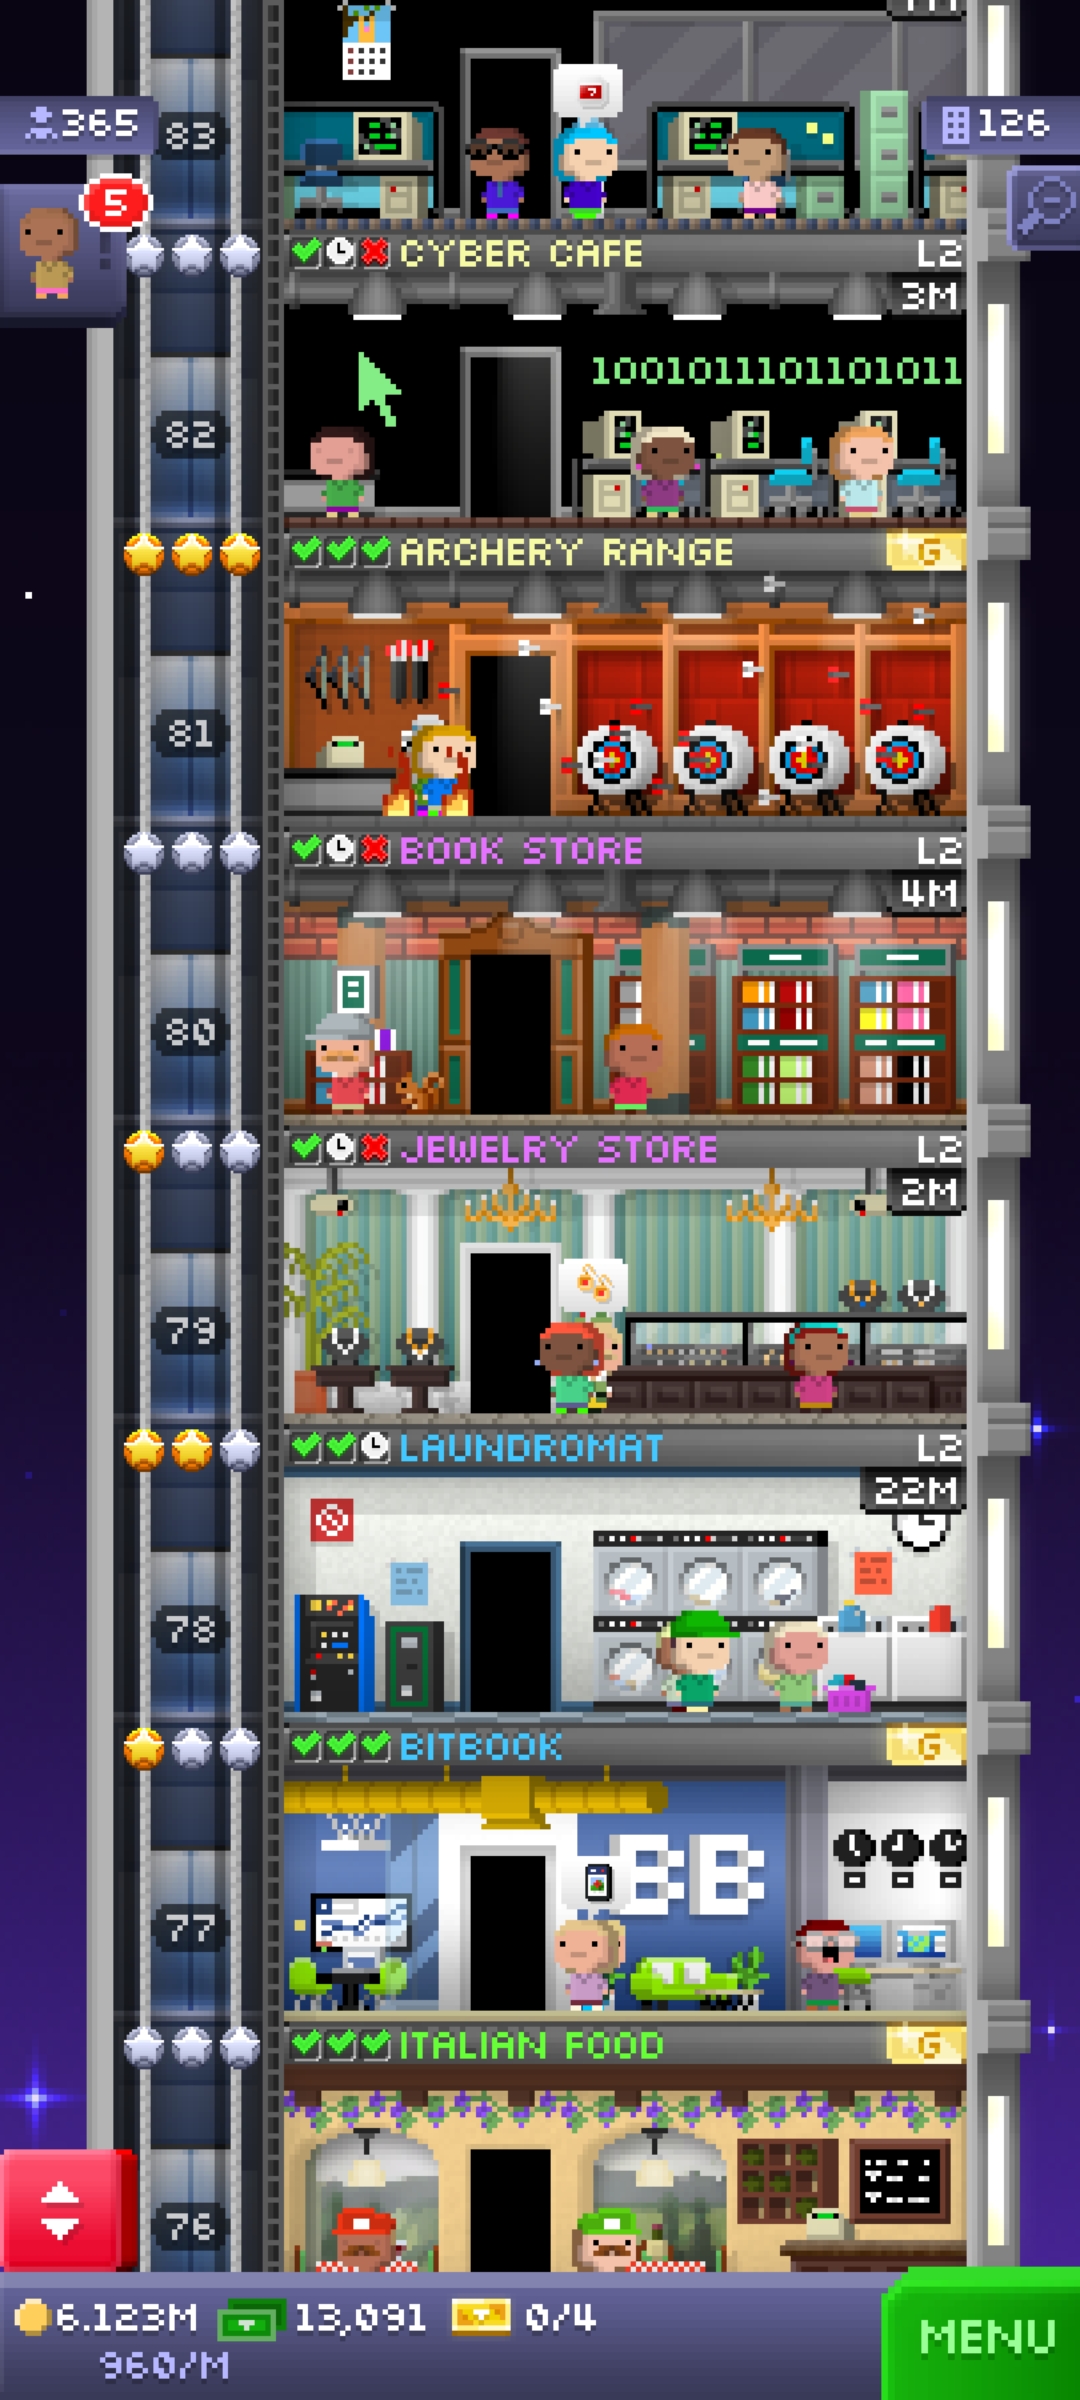 83
365
126
5
CYBER CAFE L2
3M
1001011101101011
82
ARCHERY RANGE G
81
BOOK STORE L2
4M
B
80
JEWELRY STORE L2
2M
79
LAUNDROMAT L2
22M
78
BITBOOK G
BB
77
ITALIAN FOOD G
76
6.123M 13,091 0/4
960/M
MENU